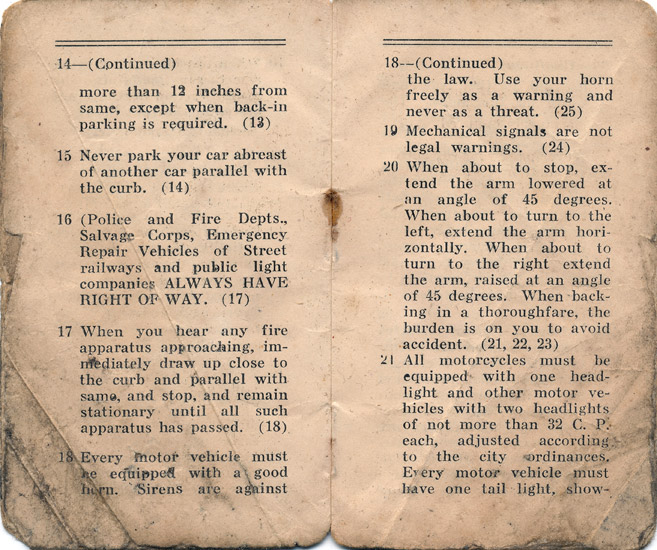 14—(Continued)
more than 12 inches from
same, except when back-in
parking is required. (13)
15 Never park your car abreast
of another car parallel with
the curb. (14)
16 (Police and Fire Depts.,
Salvage Corps, Emergency
Repair Vehicles of Street
railways and public light
companies ALWAYS HAVE
RIGHT OF WAY. (17)
17 When you hear any fire
apparatus approaching, im-
mediately draw up close to
the curb and parallel with
same, and stop, and remain
stationary until all such
apparatus has passed. (18)
18 Every motor vehicle must
be equipped with a good
horn. Sirens are against
18--(Continued)
the law. Use your horn
freely as a warning and
never as a threat. (25)
19 Mechanical signals are not
legal warnings. (24)
20 When about to stop, ex-
tend the arm lowered at
an angle of 45 degrees.
When about to turn to the
left, extend the arm hori-
zontally. When about to
turn to the right extend
the arm, raised at an angle
of 45 degrees. When back-
ing in a thoroughfare, the
burden is on you to avoid
accident. (21, 22, 23)
21 All motorcycles must be
equipped with one head-
light and other motor ve-
hicles with two headlights
of not more than 32 C. P.
each, adjusted according
to the city ordinances.
Every motor vehicle must
have one tail light, show-